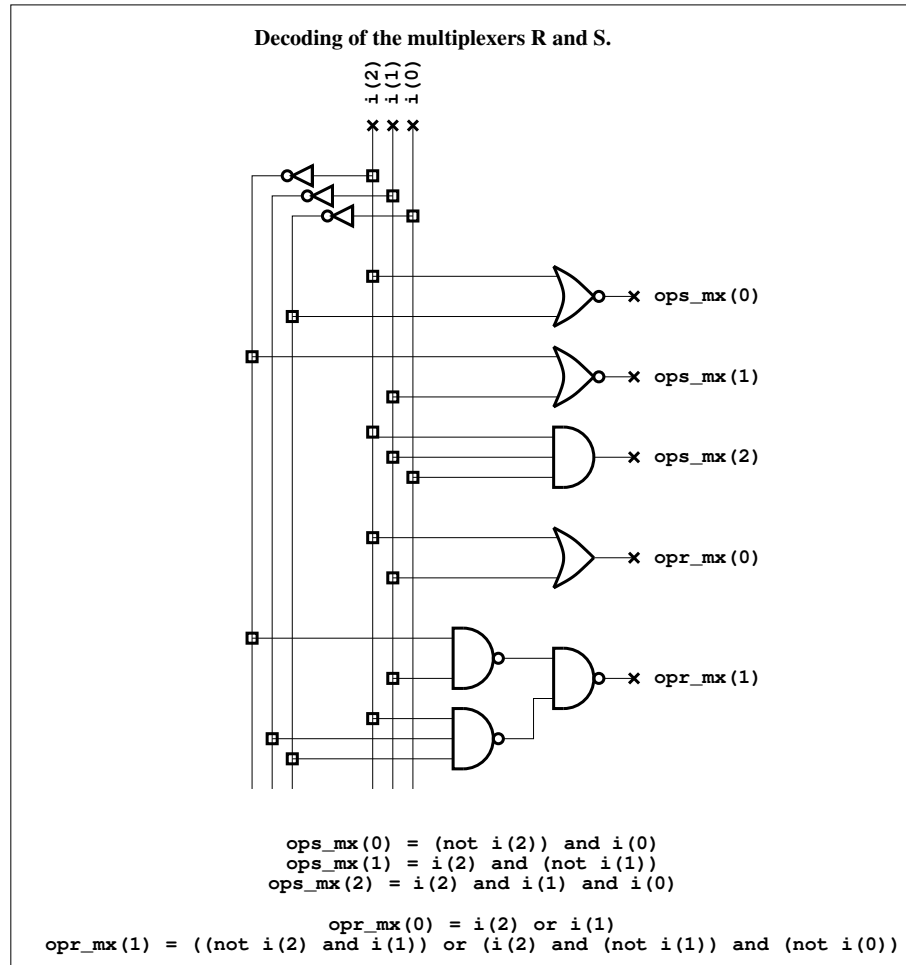 Decoding of the multiplexers R and S.
i(2)
i(1)
i(0)
ops_mx(0)
ops_mx(1)
ops_mx(2)
opr_mx(0)
opr_mx(1)
ops_mx(0) = (not i(2)) and i(0)
ops_mx(1) = i(2) and (not i(1))
ops_mx(2) = i(2) and i(1) and i(0)
opr_mx(0) = i(2) or i(1)
opr_mx(1) = ((not i(2) and i(1)) or (i(2) and (not i(1)) and (not i(0))